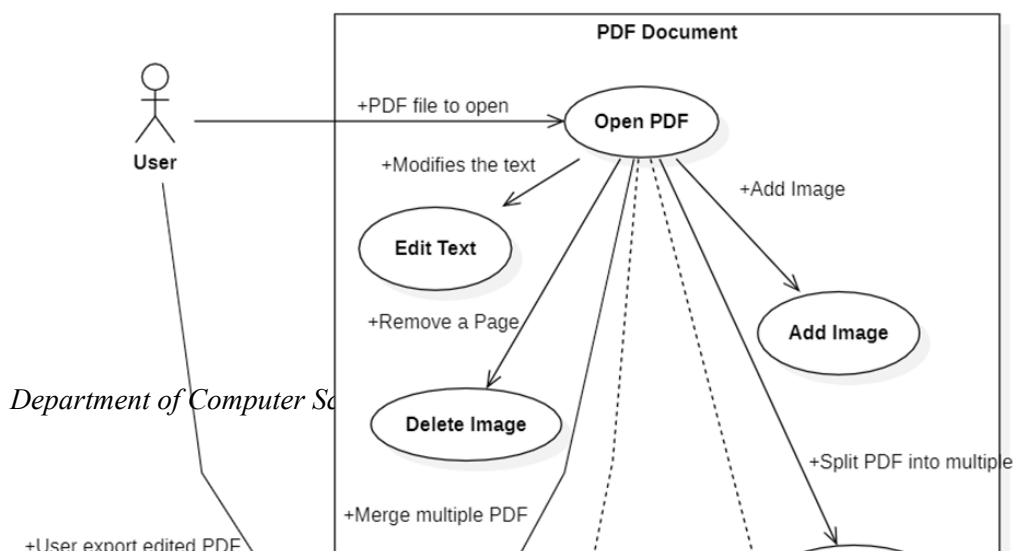 PDF Document
+PDF file to open
Open PDF
User
+Modifies the text
+Add Image
Edit Text
+Remove a Page
Add Image
Department of Computer
Delete Image
+Split PDF into multiple
+Merge multiple PDF
+User export edited PDF